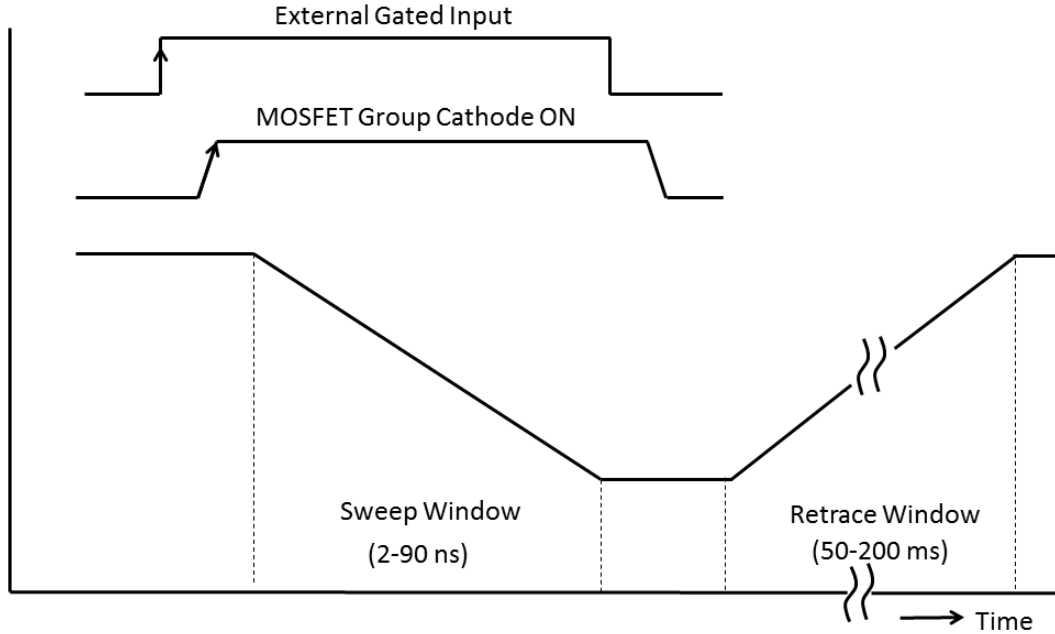 External Gated Input
MOSFET Group Cathode ON
Sweep Window
(2-90 ns)
Retrace Window
(50-200 ms)
Time